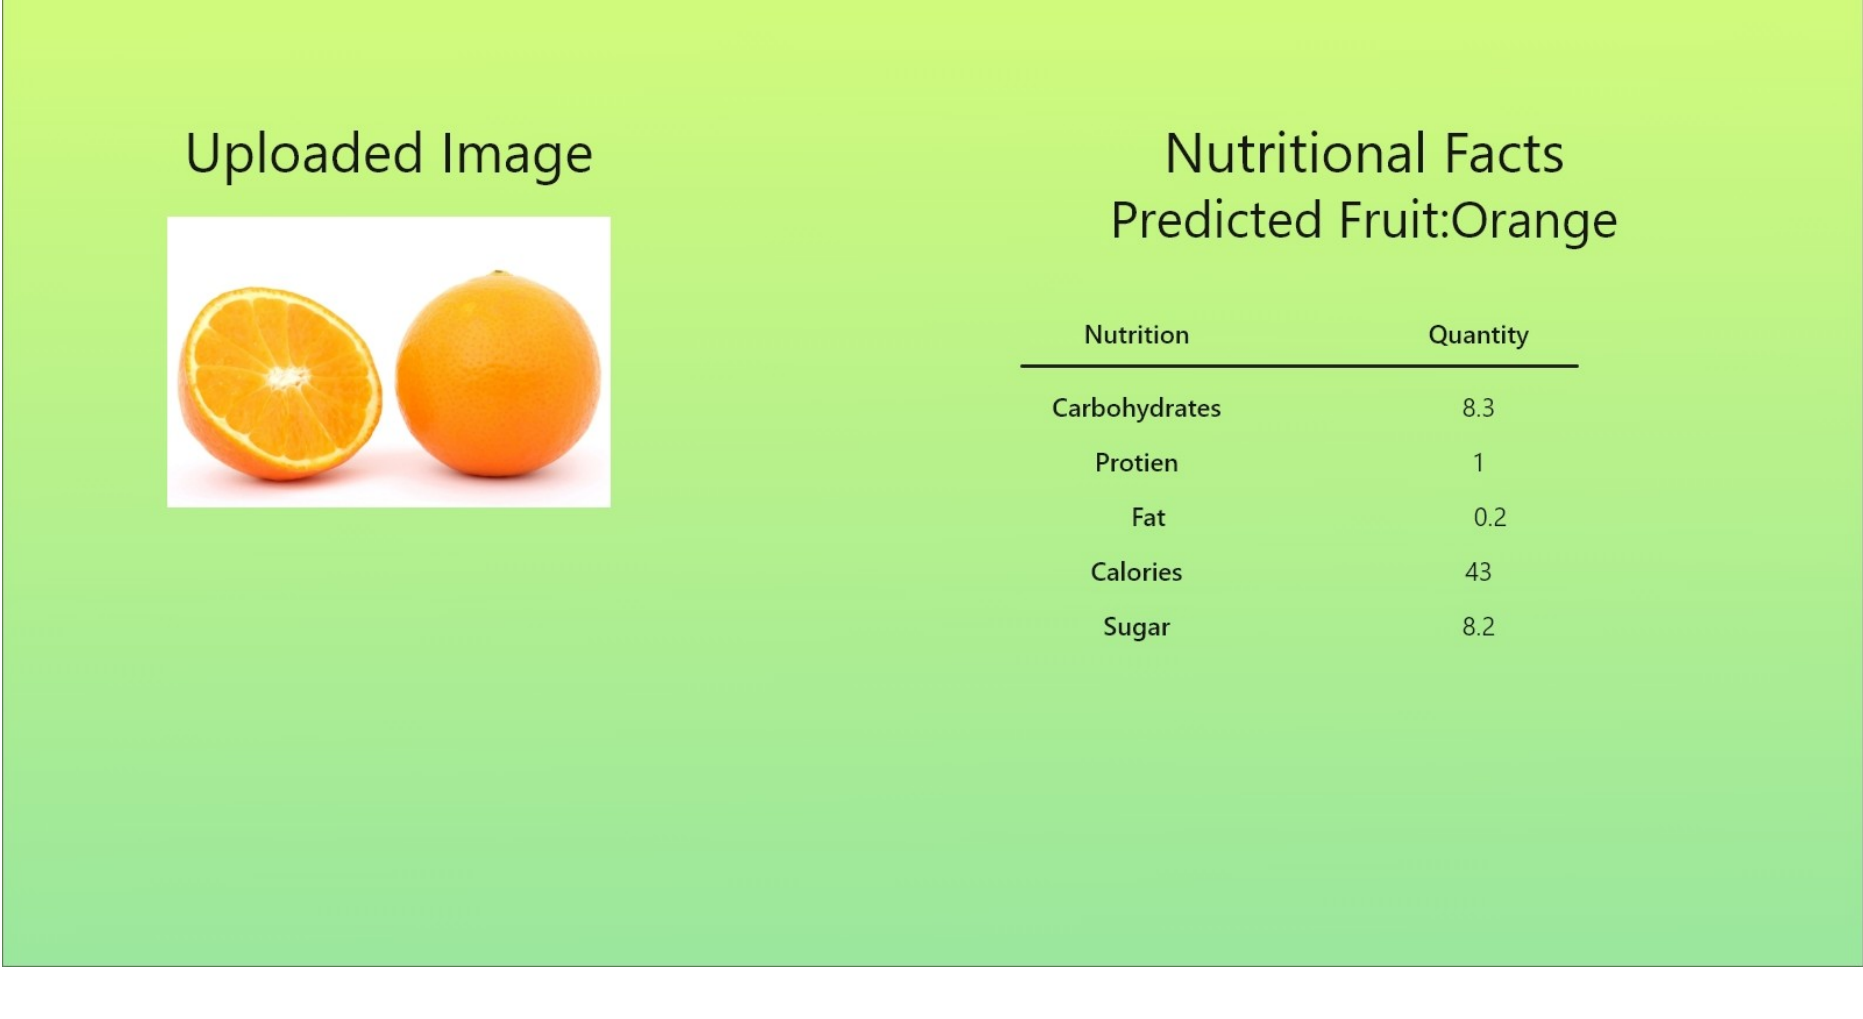 Uploaded Image
Nutritional Facts
Predicted Fruit:Orange
Nutrition Quantity
Carbohydrates 8.3
Protien 1
Fat 0.2
Calories 43
Sugar 8.2